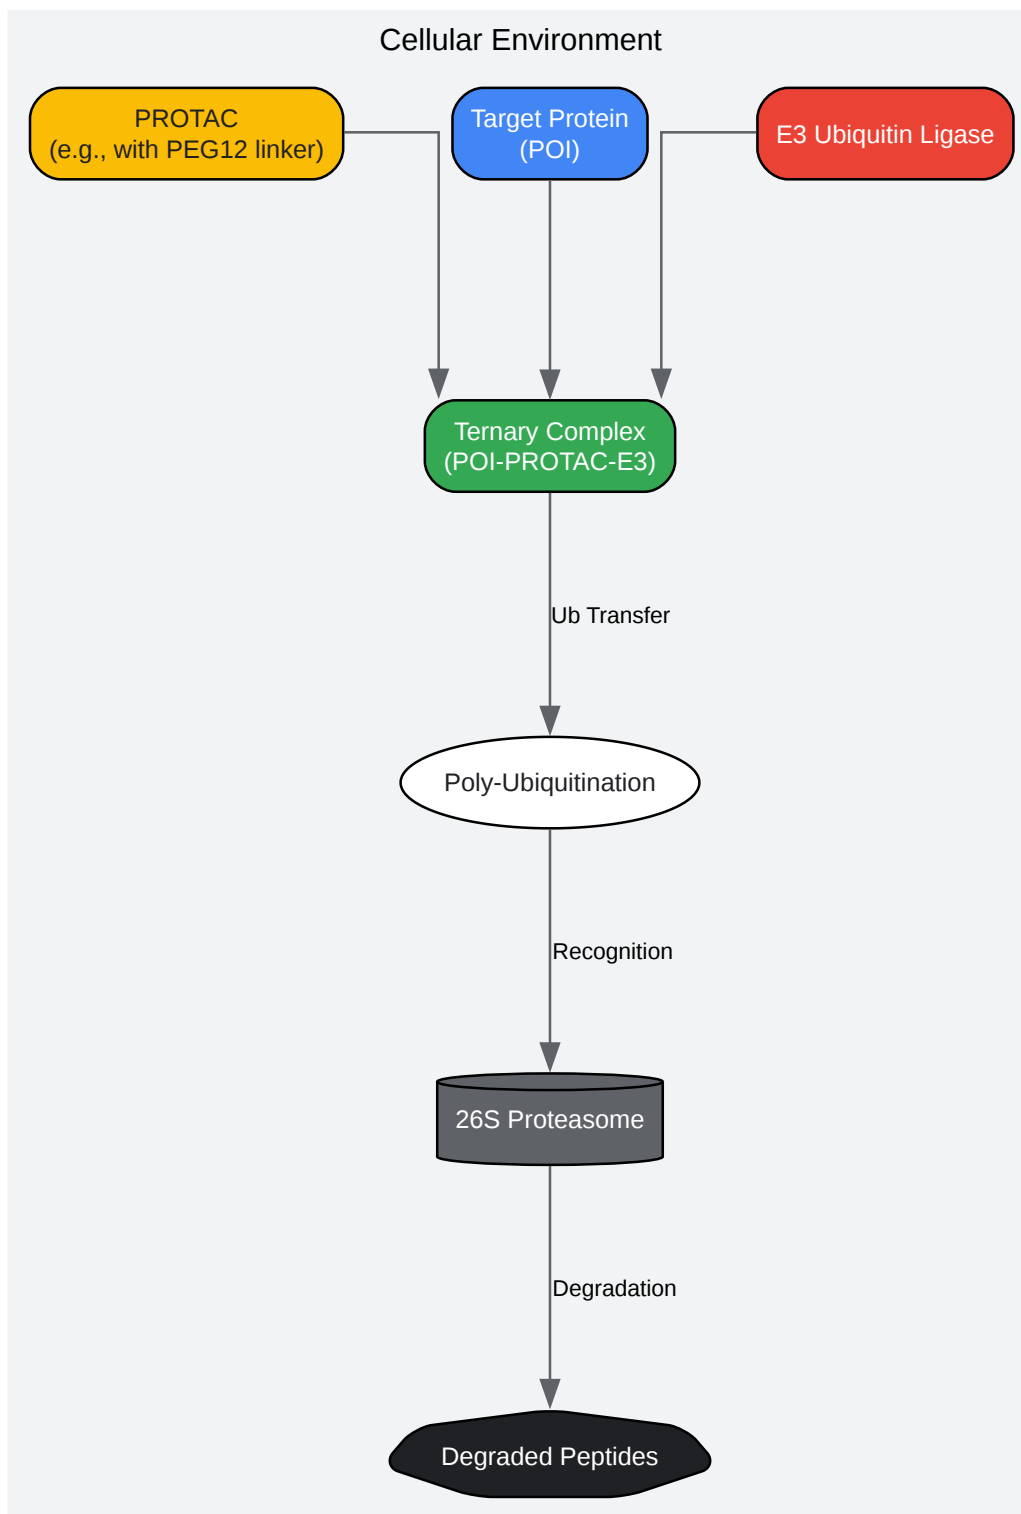 Cellular Environment
PROTAC
(e.g., with PEG12 linker)
Target Protein
(POI)
E3 Ubiquitin Ligase
Ternary Complex
(POI-PROTAC-E3)
Ub Transfer
Poly-Ubiquitination
Recognition
26S Proteasome
Degradation
Degraded Peptides